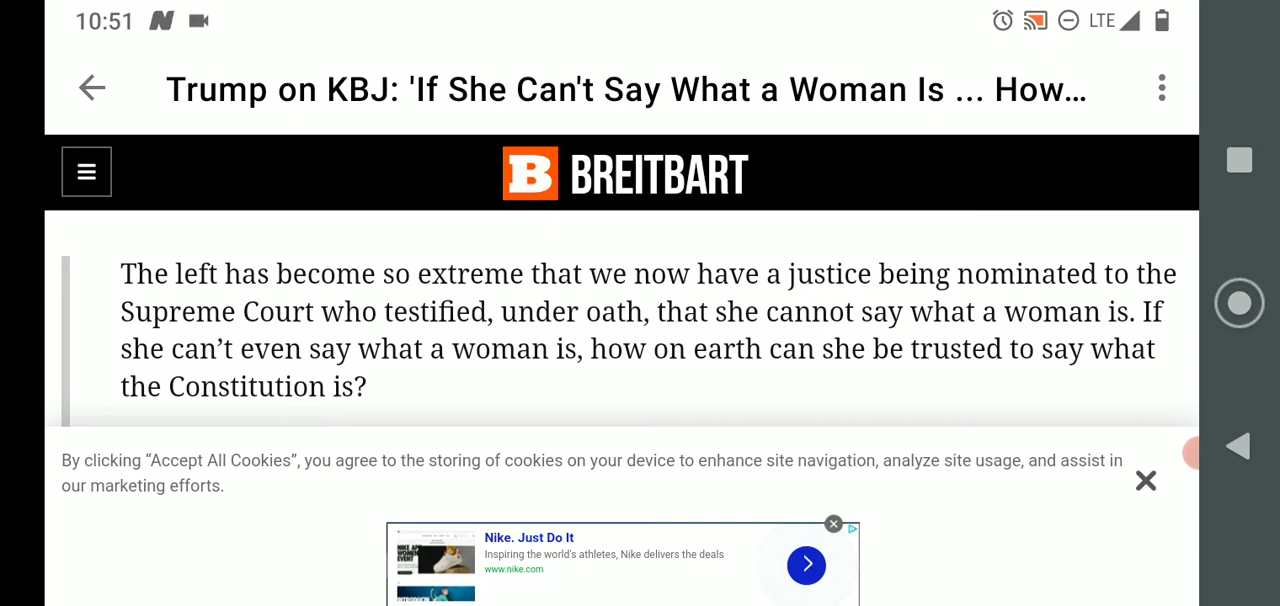 10:51
LTE
Trump on KBJ: 'If She Can't Say What a Woman Is ... How...
B BREITBART
The left has become so extreme that we now have a justice being nominated to the
Supreme Court who testified, under oath, that she cannot say what a woman is. If
she can’t even say what a woman is, how on earth can she be trusted to say what
the Constitution is?
By clicking “Accept All Cookies”, you agree to the storing of cookies on your device to enhance site navigation, analyze site usage, and assist in
our marketing efforts.
Nike. Just Do It
Inspiring the world's athletes, Nike delivers the deals
www.nike.com